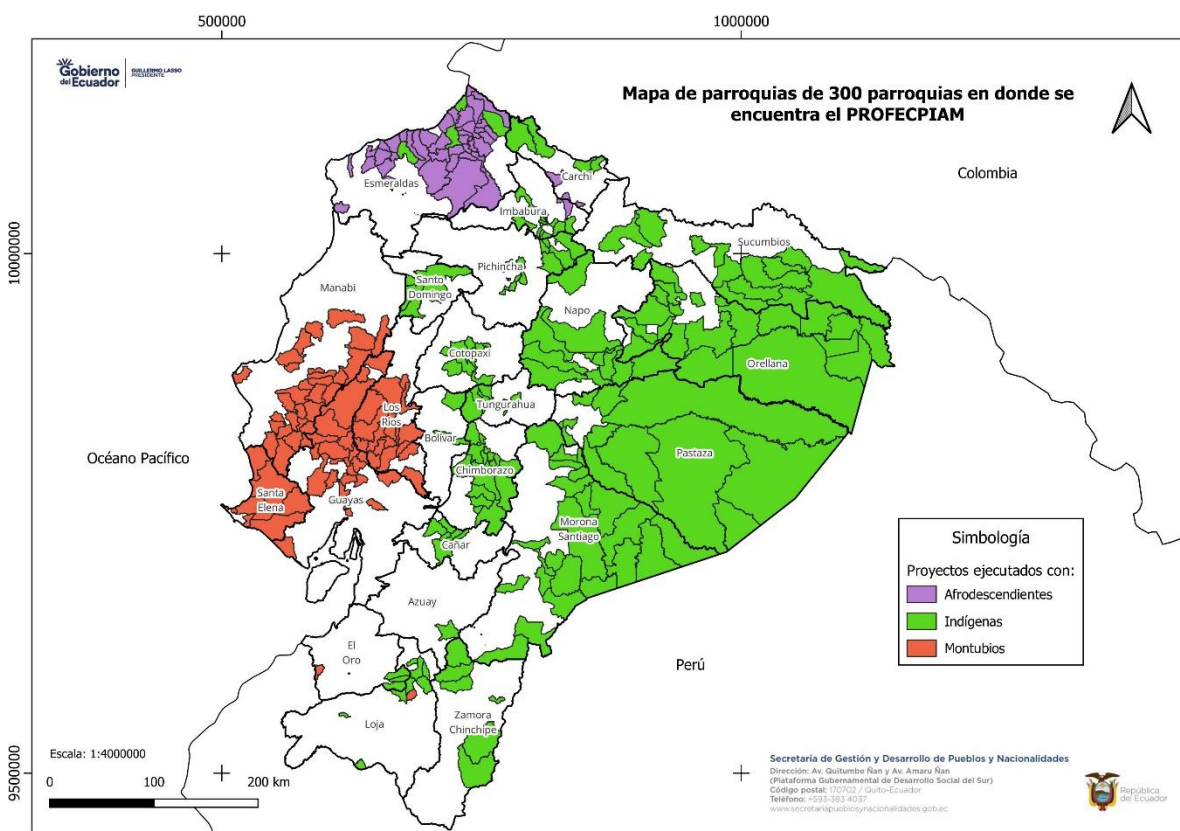 500000
1000000
Gobierno
del Ecuador
GUILLERMO LASSO
PRESIDENTE
Mapa de parroquias de 300 parroquias en donde se
encuentra el PROFECPIAM
Colombia
Esmeraldas
Carchi
Imbabura
Sucumbios
10000000
Pichincha
Manabi
Santo
Domingo
Napo
Cotopaxi
Orellana
Los
Rios
Tungurahua
Bolivar
Pastaza
Océano Pacífico
Chimborazo
Santa
Elena
Guayas
Morona
Santiago
Cañar
Azuay
El
Oro
Perú
Loja
Zamora
Chinchipe
Simbología
Proyectos ejecutados con:
Afrodescendientes
Indígenas
Montubios
9500000
Escala: 1:4000000
0 100 200 km
Secretaría de Gestión y Desarrollo de Pueblos y Nacionalidades
Dirección: Av. Quitumbe Ñan y Av. Amaru Ñan
(Plataforma Gubernamental de Desarrollo Social del Sur)
Código postal: 170702 / Quito-Ecuador
Teléfono: +593-383 4037
www.secretariapueblosynacionalidades.gob.ec
República
del Ecuador